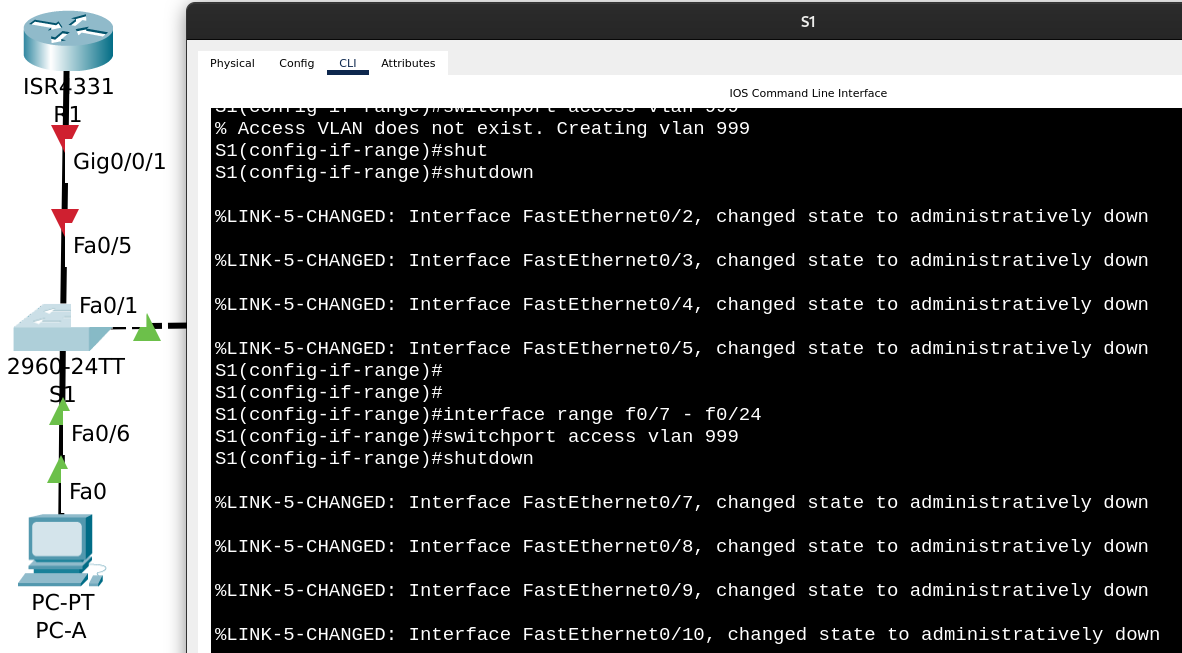 S1
Physical
Config
CLI
Attributes
IOS Command Line Interface
S1(config-if-range)#switchport access vlan 999
% Access VLAN does not exist. Creating vlan 999
S1(config-if-range)#shut
S1(config-if-range)#shutdown
%LINK-5-CHANGED: Interface FastEthernet0/2, changed state to administratively down
%LINK-5-CHANGED: Interface FastEthernet0/3, changed state to administratively down
%LINK-5-CHANGED: Interface FastEthernet0/4, changed state to administratively down
%LINK-5-CHANGED: Interface FastEthernet0/5, changed state to administratively down
S1(config-if-range)#
S1(config-if-range)#
S1(config-if-range)#interface range f0/7 - f0/24
S1(config-if-range)#switchport access vlan 999
S1(config-if-range)#shutdown
%LINK-5-CHANGED: Interface FastEthernet0/7, changed state to administratively down
%LINK-5-CHANGED: Interface FastEthernet0/8, changed state to administratively down
%LINK-5-CHANGED: Interface FastEthernet0/9, changed state to administratively down
%LINK-5-CHANGED: Interface FastEthernet0/10, changed state to administratively down
ISR4331
R1
Gig0/0/1
Fa0/5
Fa0/1
2960-24TT
S1
Fa0/6
Fa0
PC-PT
PC-A